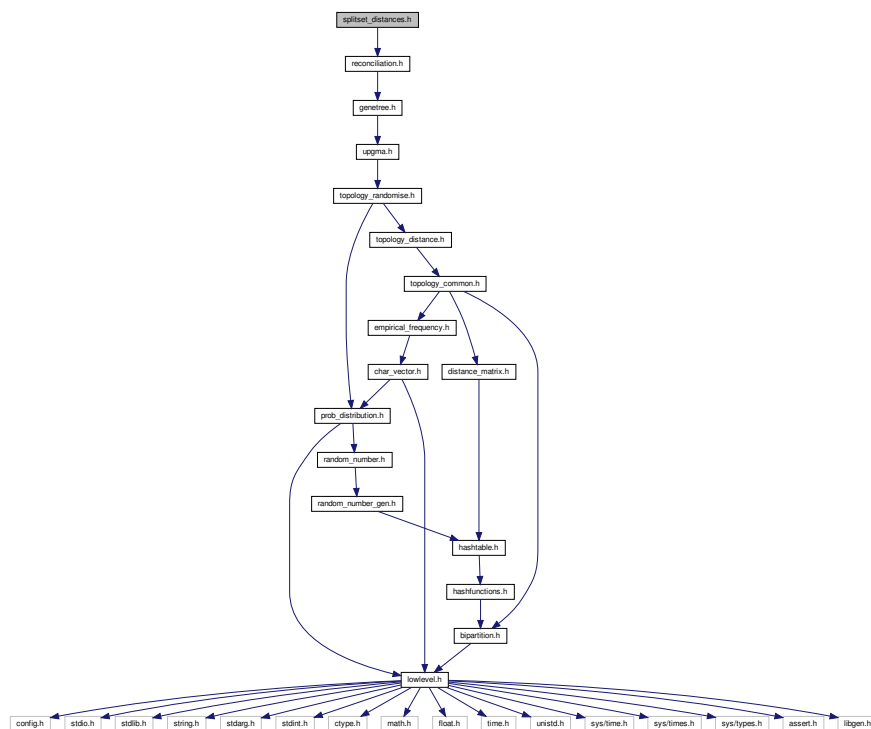 splitset_distances.h
reconciliation.h
genetree.h
upgma.h
topology_randomise.h
topology_distance.h
topology_common.h
empirical_frequency.h
char_vector.h
distance_matrix.h
prob_distribution.h
random_number.h
random_number_gen.h
hashtable.h
hashfunctions.h
bipartition.h
lowlevel.h
config.h stdio.h stdlib.h string.h stdarg.h stdint.h ctype.h math.h float.h time.h unistd.h sys/time.h sys/times.h sys/types.h assert.h libgen.h